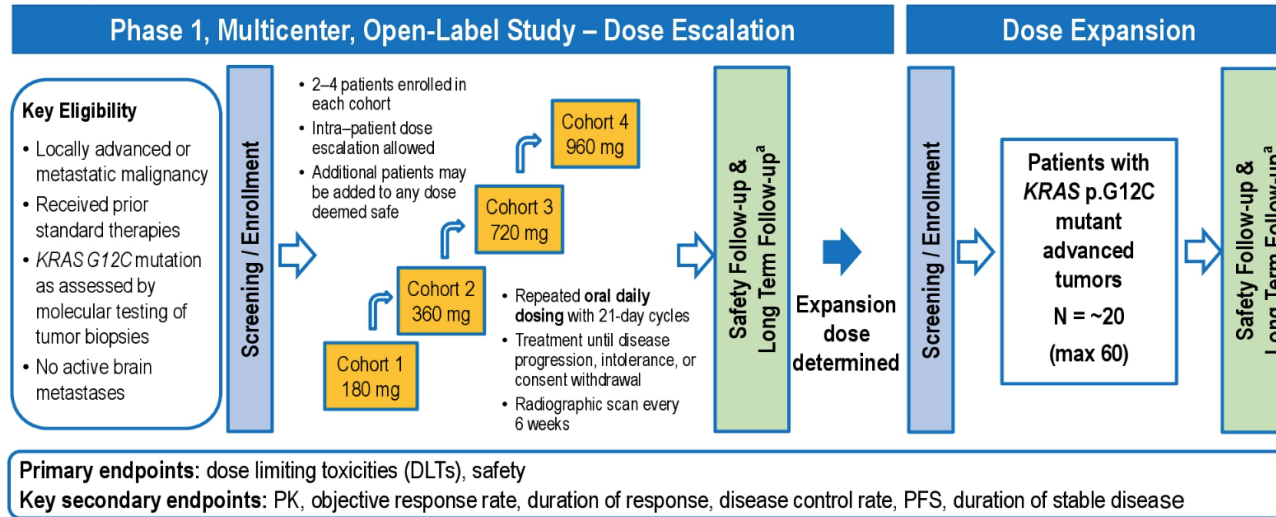 Phase 1, Multicenter, Open-Label Study – Dose Escalation
Dose Expansion
Key Eligibility
• Locally advanced or
metastatic malignancy
• Received prior
standard therapies
• KRAS G12C mutation
as assessed by
molecular testing of
tumor biopsies
• No active brain
metastases
Screening / Enrollment
• 2–4 patients enrolled in
each cohort
• Intra–patient dose
escalation allowed
• Additional patients may
be added to any dose
deemed safe
Cohort 1
180 mg
Cohort 2
360 mg
Cohort 3
720 mg
Cohort 4
960 mg
• Repeated oral daily
dosing with 21-day cycles
• Treatment until disease
progression, intolerance, or
consent withdrawal
• Radiographic scan every
6 weeks
Safety Follow-up &
Long Term Follow-upª
Expansion
dose
determined
Screening / Enrollment
Patients with
KRAS p.G12C
mutant
advanced
tumors
N = ~20
(max 60)
Safety Follow-up &
Long Term Follow-upª
Primary endpoints: dose limiting toxicities (DLTs), safety
Key secondary endpoints: PK, objective response rate, duration of response, disease control rate, PFS, duration of stable disease